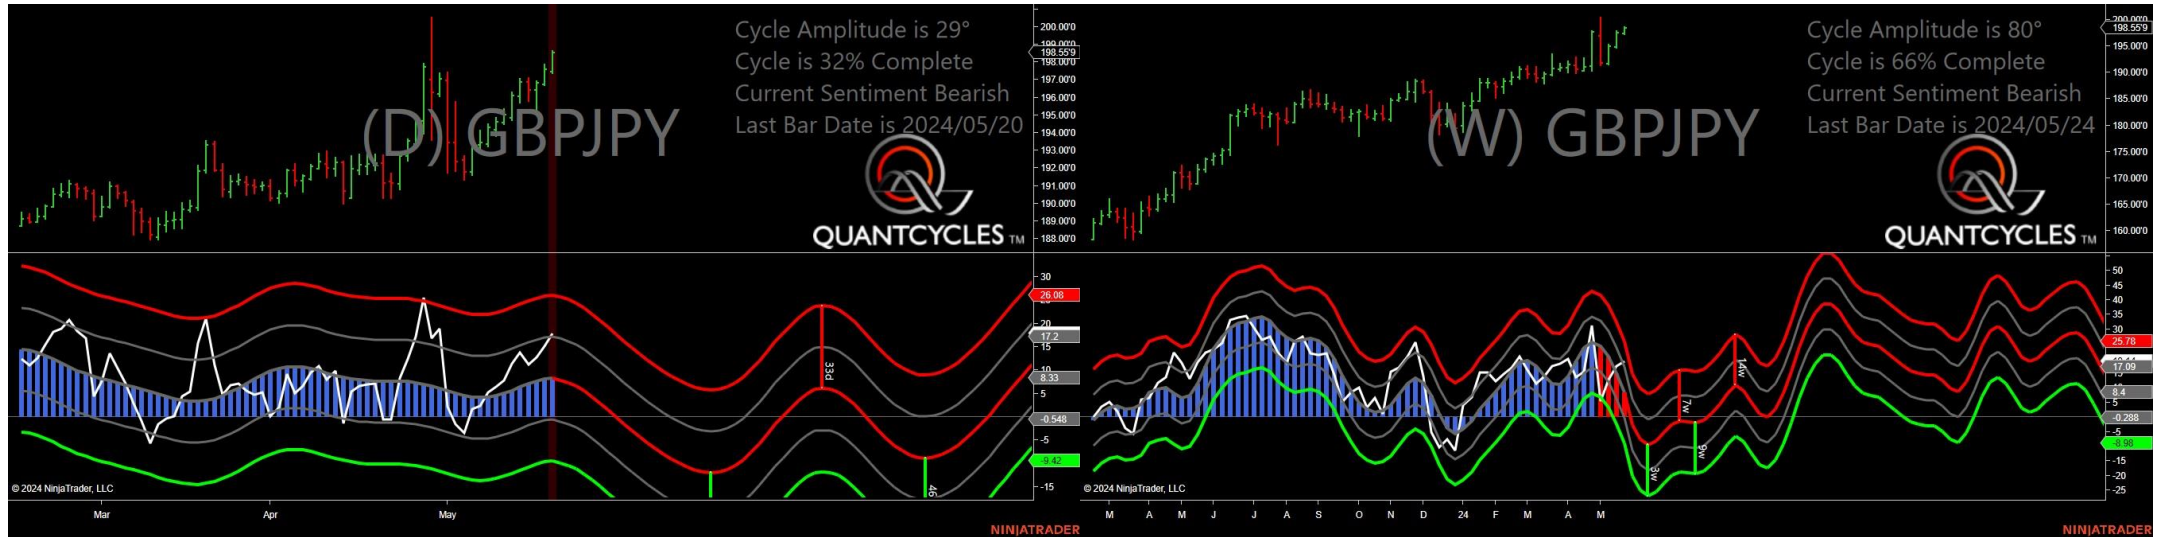 Cycle Amplitude is 29°
Cycle is 32% Complete
Current Sentiment Bearish
Last Bar Date is 2024/05/20
(D) GBPJPY
QUANTCYCLES TM
200.00'0
199.00'0
198.55'9
198.00'0
197.00'0
196.00'0
195.00'0
194.00'0
193.00'0
192.00'0
191.00'0
190.00'0
189.00'0
188.00'0
30
26.08
20
17.2
15
10
8.33
5
-0.548
-5
-9.42
-15
33d
46
© 2024 NinjaTrader, LLC
Mar
Apr
May
NINJATRADER
Cycle Amplitude is 80°
Cycle is 66% Complete
Current Sentiment Bearish
Last Bar Date is 2024/05/24
(W) GBPJPY
QUANTCYCLES TM
200.00'0
198.55'9
195.00'0
190.00'0
185.00'0
180.00'0
175.00'0
170.00'0
165.00'0
160.00'0
50
45
40
35
30
25.78
17.09
8.4
5
-0.288
-5
-8.98
-15
-20
-25
3w
7w
9w
14w
© 2024 NinjaTrader, LLC
M A M J J A S O N D 24 F M A M
NINJATRADER